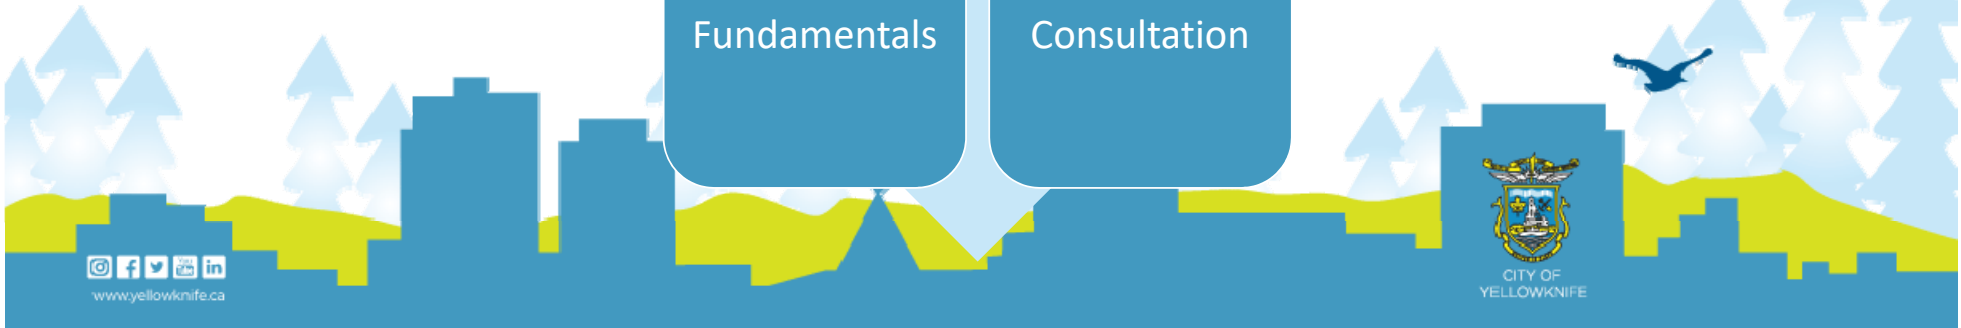 Fundamentals
Consultation
www.yellowknife.ca
CITY OF
YELLOWKNIFE